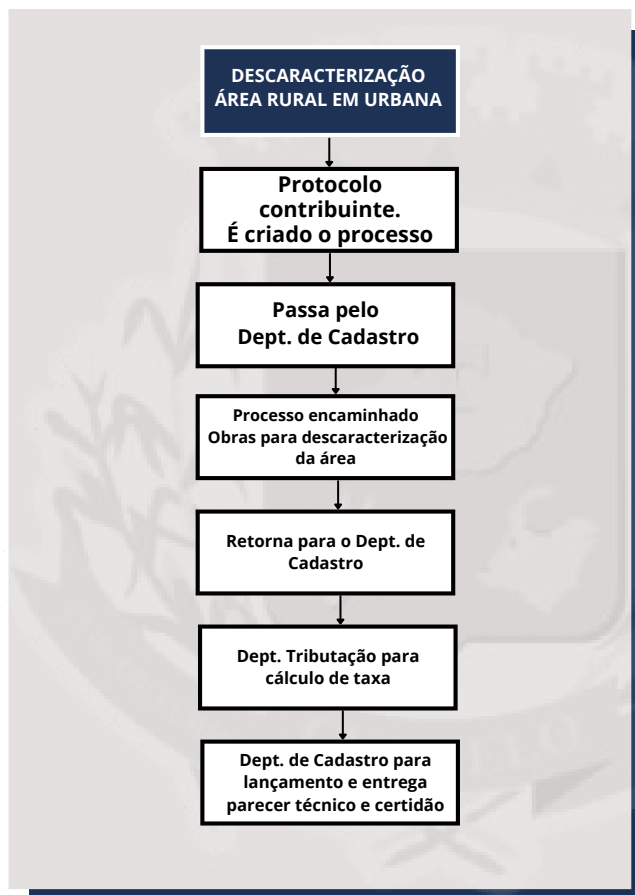 DESCARACTERIZAÇÃO
ÁREA RURAL EM URBANA
Protocolo
contribuinte.
É criado o processo
Passa pelo
Dept. de Cadastro
Processo encaminhado
Obras para descaracterização
da área
Retorna para o Dept. de
Cadastro
Dept. Tributação para
cálculo de taxa
Dept. de Cadastro para
lançamento e entrega
parecer técnico e certidão